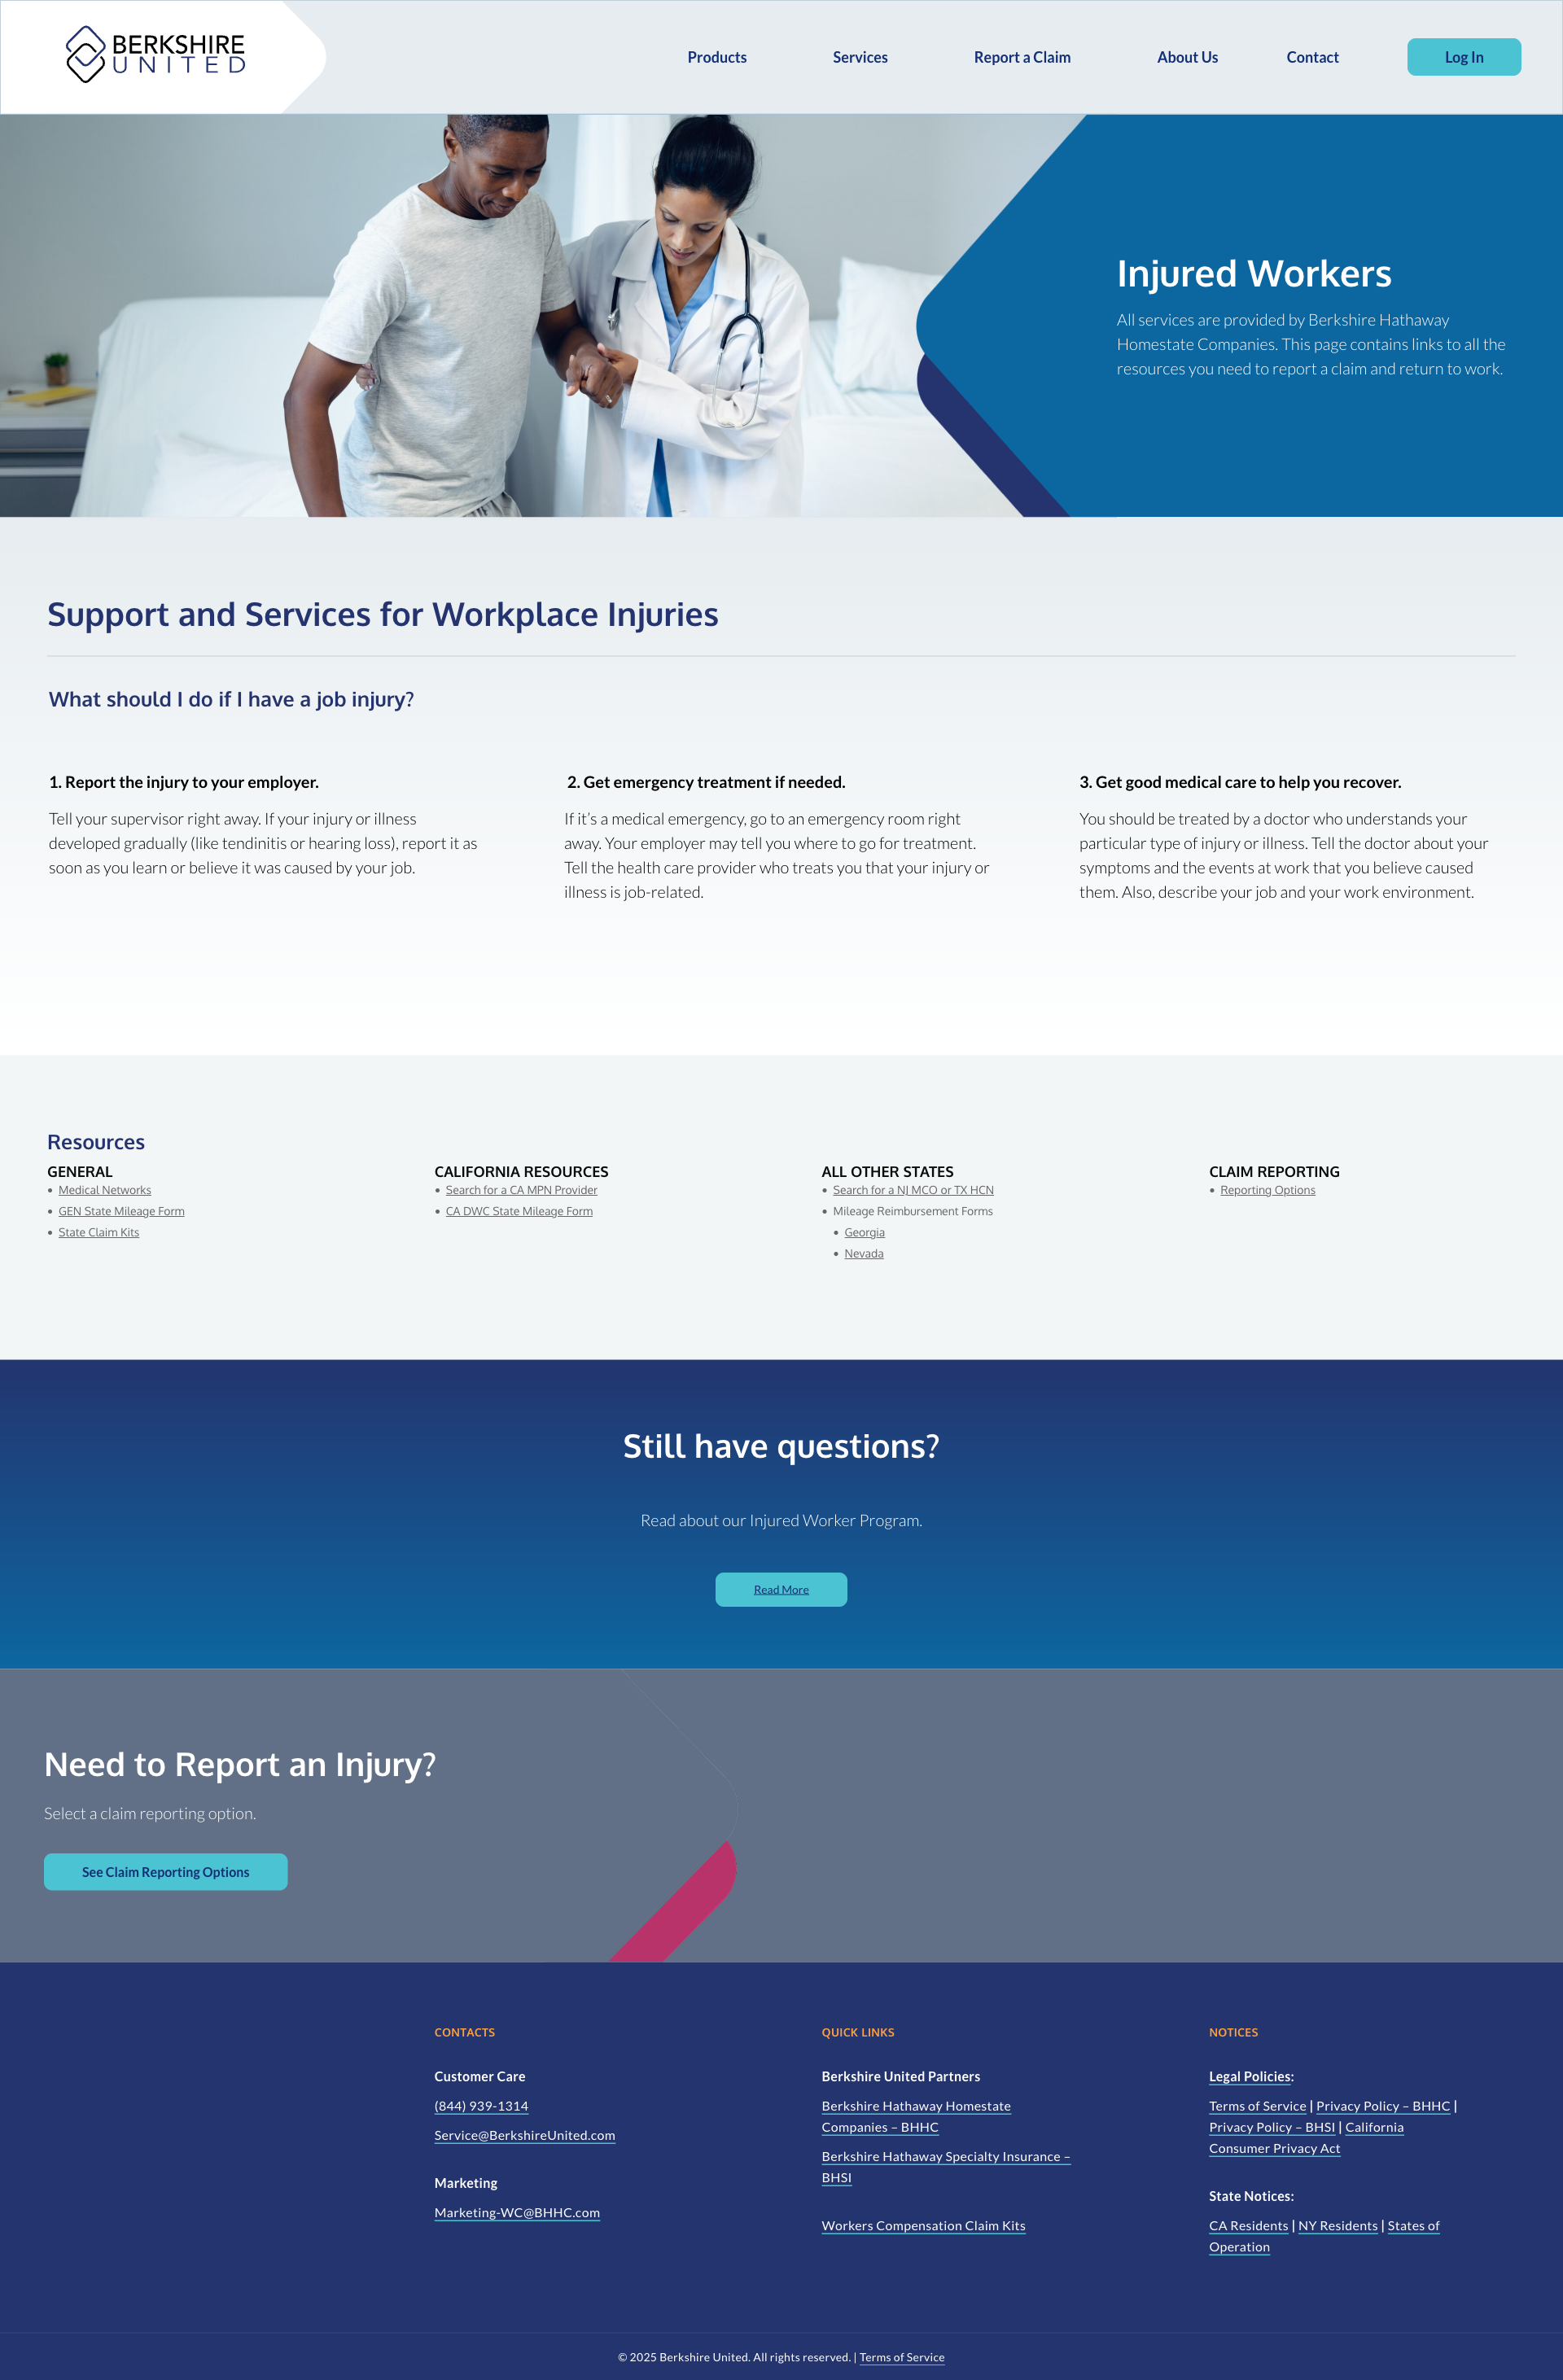 BERKSHIRE
UNITED
Products
Services
Report a Claim
About Us
Contact
Log In
Injured Workers
All services are provided by Berkshire Hathaway
Homestate Companies. This page contains links to all the
resources you need to report a claim and return to work.
Support and Services for Workplace Injuries
What should I do if I have a job injury?
1. Report the injury to your employer.
Tell your supervisor right away. If your injury or illness
developed gradually (like tendinitis or hearing loss), report it as
soon as you learn or believe it was caused by your job.
2. Get emergency treatment if needed.
If it’s a medical emergency, go to an emergency room right
away. Your employer may tell you where to go for treatment.
Tell the health care provider who treats you that your injury or
illness is job-related.
3. Get good medical care to help you recover.
You should be treated by a doctor who understands your
particular type of injury or illness. Tell the doctor about your
symptoms and the events at work that you believe caused
them. Also, describe your job and your work environment.
Resources
GENERAL
• Medical Networks
• GEN State Mileage Form
• State Claim Kits
CALIFORNIA RESOURCES
• Search for a CA MPN Provider
• CA DWC State Mileage Form
ALL OTHER STATES
• Search for a NJ MCO or TX HCN
• Mileage Reimbursement Forms
• Georgia
• Nevada
CLAIM REPORTING
• Reporting Options
Still have questions?
Read about our Injured Worker Program.
Read More
Need to Report an Injury?
Select a claim reporting option.
See Claim Reporting Options
CONTACTS
Customer Care
(844) 939-1314
Service@BerkshireUnited.com
Marketing
Marketing-WC@BHHC.com
QUICK LINKS
Berkshire United Partners
Berkshire Hathaway Homestate
Companies – BHHC
Berkshire Hathaway Specialty Insurance –
BHSI
Workers Compensation Claim Kits
NOTICES
Legal Policies:
Terms of Service | Privacy Policy – BHHC |
Privacy Policy – BHSI | California
Consumer Privacy Act
State Notices:
CA Residents | NY Residents | States of
Operation
© 2025 Berkshire United. All rights reserved. | Terms of Service